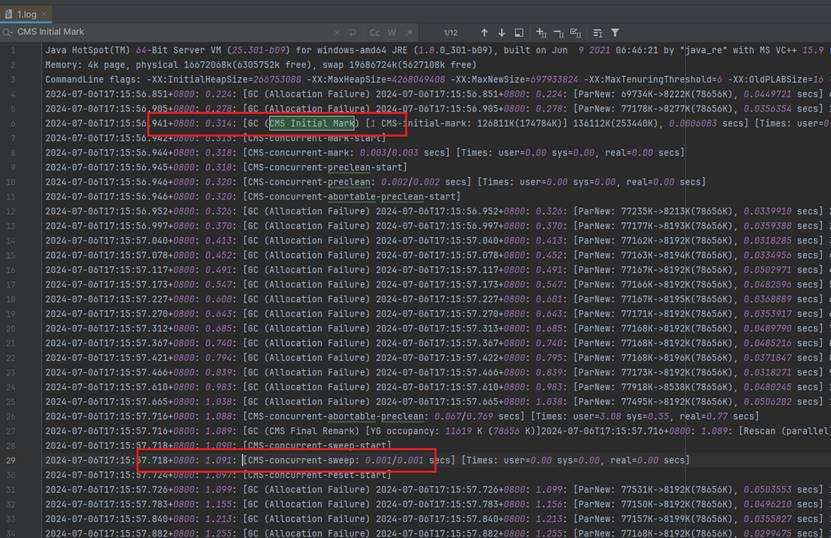 1.log
CMS Initial Mark
Cc W .*
1/12
1 Java HotSpot(TM) 64-Bit Server VM (25.301-b09) for windows-amd64 JRE (1.8.0_301-b09), built on Jun 9 2021 06:46:21 by "java_re" with MS VC++ 15.9
2 Memory: 4k page, physical 16672068k(6305752k free), swap 19686724k(5627108k free)
3 CommandLine flags: -XX:InitialHeapSize=266753088 -XX:MaxHeapSize=4268049408 -XX:MaxNewSize=697933824 -XX:MaxTenuringThreshold=6 -XX:OldPLABSize=16
4 2024-07-06T17:15:56.851+0800: 0.224: [GC (Allocation Failure) 2024-07-06T17:15:56.851+0800: 0.224: [ParNew: 69734K->8222K(78656K), 0.0449721 secs]
5 2024-07-06T17:15:56.905+0800: 0.278: [GC (Allocation Failure) 2024-07-06T17:15:56.905+0800: 0.278: [ParNew: 77178K->8277K(78656K), 0.0356354 secs]
6 2024-07-06T17:15:56.941+0800: 0.314: [GC (CMS Initial Mark) [1 CMS-initial-mark: 126811K(174784K)] 136112K(253440K), 0.0006083 secs] [Times: user=0
2024-07-06T17:15:56.942+0800: 0.315: [CMS-concurrent-mark-start]
8 2024-07-06T17:15:56.944+0800: 0.318: [CMS-concurrent-mark: 0.003/0.003 secs] [Times: user=0.00 sys=0.00, real=0.00 secs]
9 2024-07-06T17:15:56.945+0800: 0.318: [CMS-concurrent-preclean-start]
10 2024-07-06T17:15:56.946+0800: 0.320: [CMS-concurrent-preclean: 0.002/0.002 secs] [Times: user=0.00 sys=0.00, real=0.00 secs]
11 2024-07-06T17:15:56.946+0800: 0.320: [CMS-concurrent-abortable-preclean-start]
12 2024-07-06T17:15:56.952+0800: 0.326: [GC (Allocation Failure) 2024-07-06T17:15:56.952+0800: 0.326: [ParNew: 77235K->8213K(78656K), 0.0339910 secs]
13 2024-07-06T17:15:56.997+0800: 0.370: [GC (Allocation Failure) 2024-07-06T17:15:56.997+0800: 0.370: [ParNew: 77177K->8193K(78656K), 0.0359388 secs]
14 2024-07-06T17:15:57.040+0800: 0.413: [GC (Allocation Failure) 2024-07-06T17:15:57.040+0800: 0.413: [ParNew: 77162K->8192K(78656K), 0.0318285 secs]
15 2024-07-06T17:15:57.078+0800: 0.452: [GC (Allocation Failure) 2024-07-06T17:15:57.078+0800: 0.452: [ParNew: 77163K->8192K(78656K), 0.0334956 secs]
16 2024-07-06T17:15:57.117+0800: 0.491: [GC (Allocation Failure) 2024-07-06T17:15:57.117+0800: 0.491: [ParNew: 77167K->8192K(78656K), 0.0502971 secs]
17 2024-07-06T17:15:57.173+0800: 0.547: [GC (Allocation Failure) 2024-07-06T17:15:57.173+0800: 0.547: [ParNew: 77166K->8192K(78656K), 0.0482596 secs]
18 2024-07-06T17:15:57.227+0800: 0.600: [GC (Allocation Failure) 2024-07-06T17:15:57.227+0800: 0.601: [ParNew: 77167K->8195K(78656K), 0.0368889 secs]
19 2024-07-06T17:15:57.270+0800: 0.643: [GC (Allocation Failure) 2024-07-06T17:15:57.270+0800: 0.643: [ParNew: 77171K->8192K(78656K), 0.0353917 secs]
20 2024-07-06T17:15:57.312+0800: 0.685: [GC (Allocation Failure) 2024-07-06T17:15:57.313+0800: 0.685: [ParNew: 77168K->8192K(78656K), 0.0489790 secs]
21 2024-07-06T17:15:57.367+0800: 0.740: [GC (Allocation Failure) 2024-07-06T17:15:57.367+0800: 0.740: [ParNew: 77168K->8192K(78656K), 0.0485216 secs]
22 2024-07-06T17:15:57.421+0800: 0.794: [GC (Allocation Failure) 2024-07-06T17:15:57.422+0800: 0.795: [ParNew: 77168K->8196K(78656K), 0.0371847 secs]
23 2024-07-06T17:15:57.466+0800: 0.839: [GC (Allocation Failure) 2024-07-06T17:15:57.466+0800: 0.839: [ParNew: 77173K->8192K(78656K), 0.0318271 secs]
24 2024-07-06T17:15:57.610+0800: 0.983: [GC (Allocation Failure) 2024-07-06T17:15:57.610+0800: 0.983: [ParNew: 77918K->8538K(78656K), 0.0480245 secs]
25 2024-07-06T17:15:57.665+0800: 1.038: [GC (Allocation Failure) 2024-07-06T17:15:57.665+0800: 1.038: [ParNew: 77495K->8192K(78656K), 0.0506282 secs]
26 2024-07-06T17:15:57.716+0800: 1.088: [CMS-concurrent-abortable-preclean: 0.067/0.769 secs] [Times: user=3.08 sys=0.55, real=0.77 secs]
27 2024-07-06T17:15:57.716+0800: 1.089: [GC (CMS Final Remark) [YG occupancy: 11619 K (78656 K)]2024-07-06T17:15:57.716+0800: 1.089: [Rescan (parallel)
2024-07-06T17:15:57.718+0800: 1.090: [CMS-concurrent-sweep-start]
29 2024-07-06T17:15:57.718+0800: 1.091: [CMS-concurrent-sweep: 0.001/0.001 secs] [Times: user=0.00 sys=0.00, real=0.00 secs]
2024-07-06T17:15:57.724+0800: 1.097: [CMS-concurrent-reset-start]
31 2024-07-06T17:15:57.726+0800: 1.099: [GC (Allocation Failure) 2024-07-06T17:15:57.726+0800: 1.099: [ParNew: 77531K->8192K(78656K), 0.0503553 secs]
32 2024-07-06T17:15:57.783+0800: 1.155: [GC (Allocation Failure) 2024-07-06T17:15:57.783+0800: 1.156: [ParNew: 77150K->8192K(78656K), 0.0496210 secs]
33 2024-07-06T17:15:57.840+0800: 1.213: [GC (Allocation Failure) 2024-07-06T17:15:57.840+0800: 1.213: [ParNew: 77157K->8199K(78656K), 0.0355827 secs]
34 2024-07-06T17:15:57.882+0800: 1.255: [GC (Allocation Failure) 2024-07-06T17:15:57.882+0800: 1.255: [ParNew: 77168K->8192K(78656K), 0.0299475 secs]